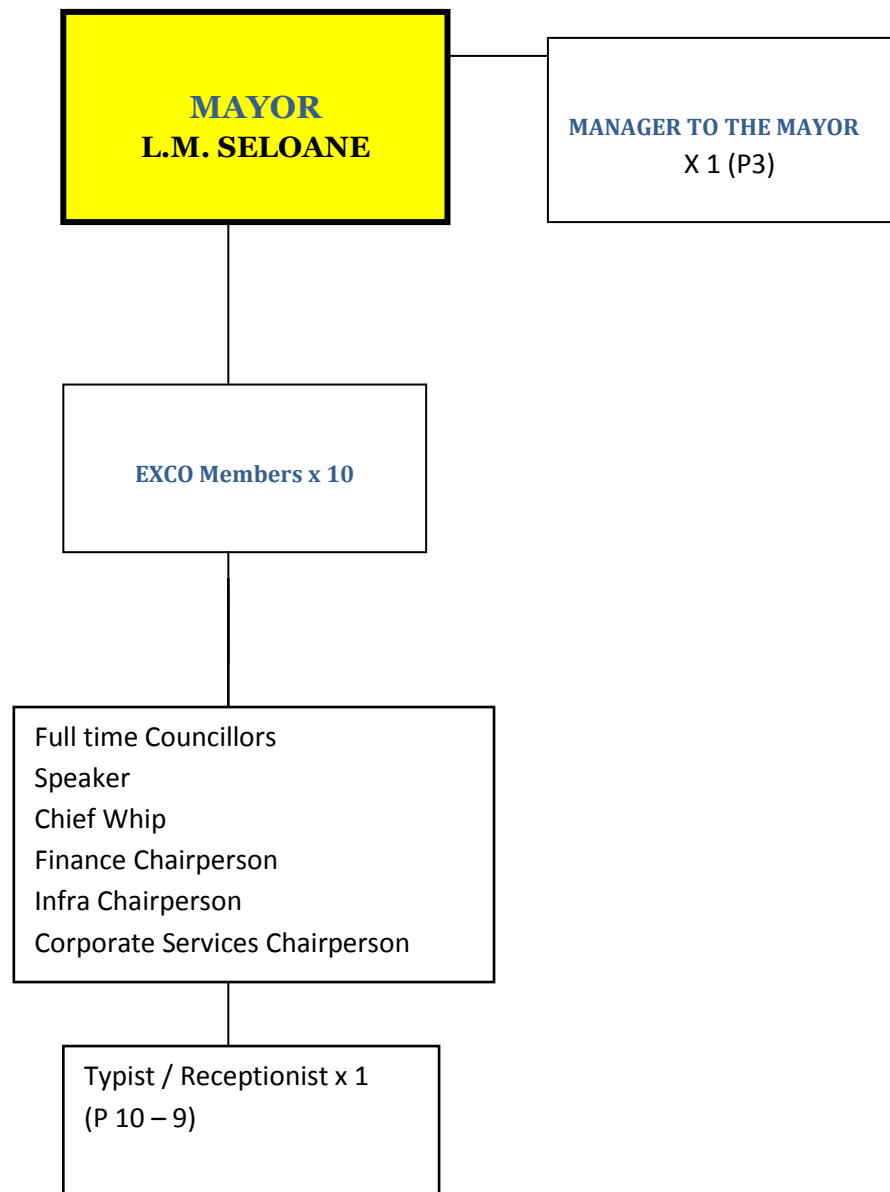 MAYOR
L.M. SELOANE
MANAGER TO THE MAYOR
X 1 (P3)
EXCO Members x 10
Full time Councillors
Speaker
Chief Whip
Finance Chairperson
Infra Chairperson
Corporate Services Chairperson
Typist / Receptionist x 1
(P 10 – 9)